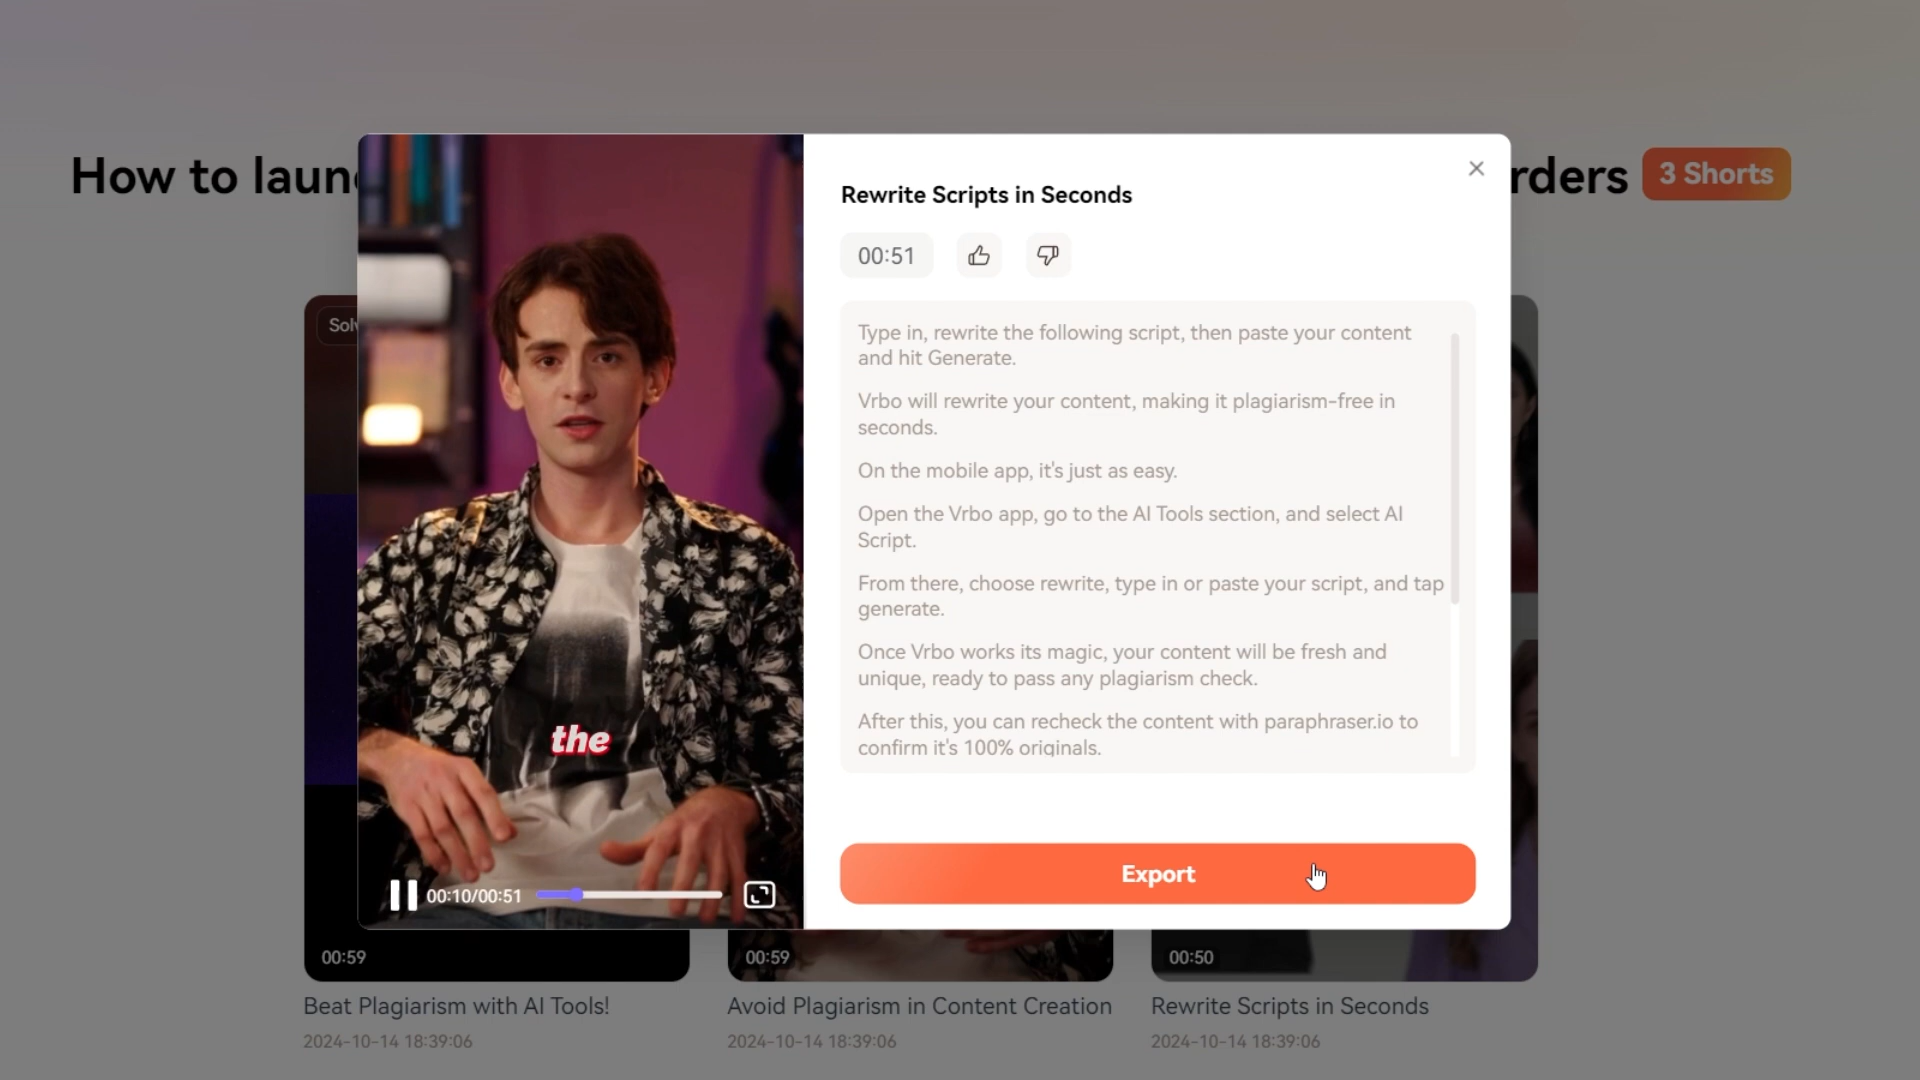 How to laun
rders
3 Shorts
Rewrite Scripts in Seconds
00:51
Type in, rewrite the following script, then paste your content
and hit Generate.
Vrbo will rewrite your content, making it plagiarism-free in
seconds.
On the mobile app, it's just as easy.
Open the Vrbo app, go to the AI Tools section, and select AI
Script.
From there, choose rewrite, type in or paste your script, and tap
generate.
Once Vrbo works its magic, your content will be fresh and
unique, ready to pass any plagiarism check.
After this, you can recheck the content with paraphraser.io to
confirm it's 100% originals.
Export
the
00:10/00:51
Solv
00:59
00:59
00:50
Beat Plagiarism with AI Tools!
Avoid Plagiarism in Content Creation
Rewrite Scripts in Seconds
2024-10-14 18:39:06
2024-10-14 18:39:06
2024-10-14 18:39:06